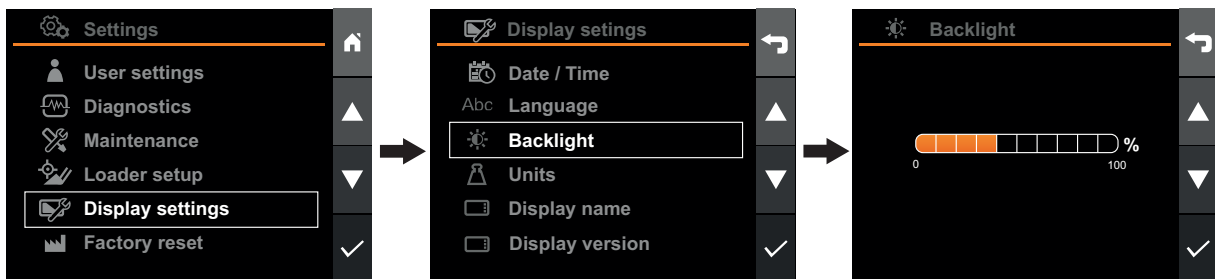 Settings
User settings
Diagnostics
Maintenance
Loader setup
Display settings
Factory reset
Display setings
Date / Time
Abc Language
Backlight
Units
Display name
Display version
Backlight
%
0 100